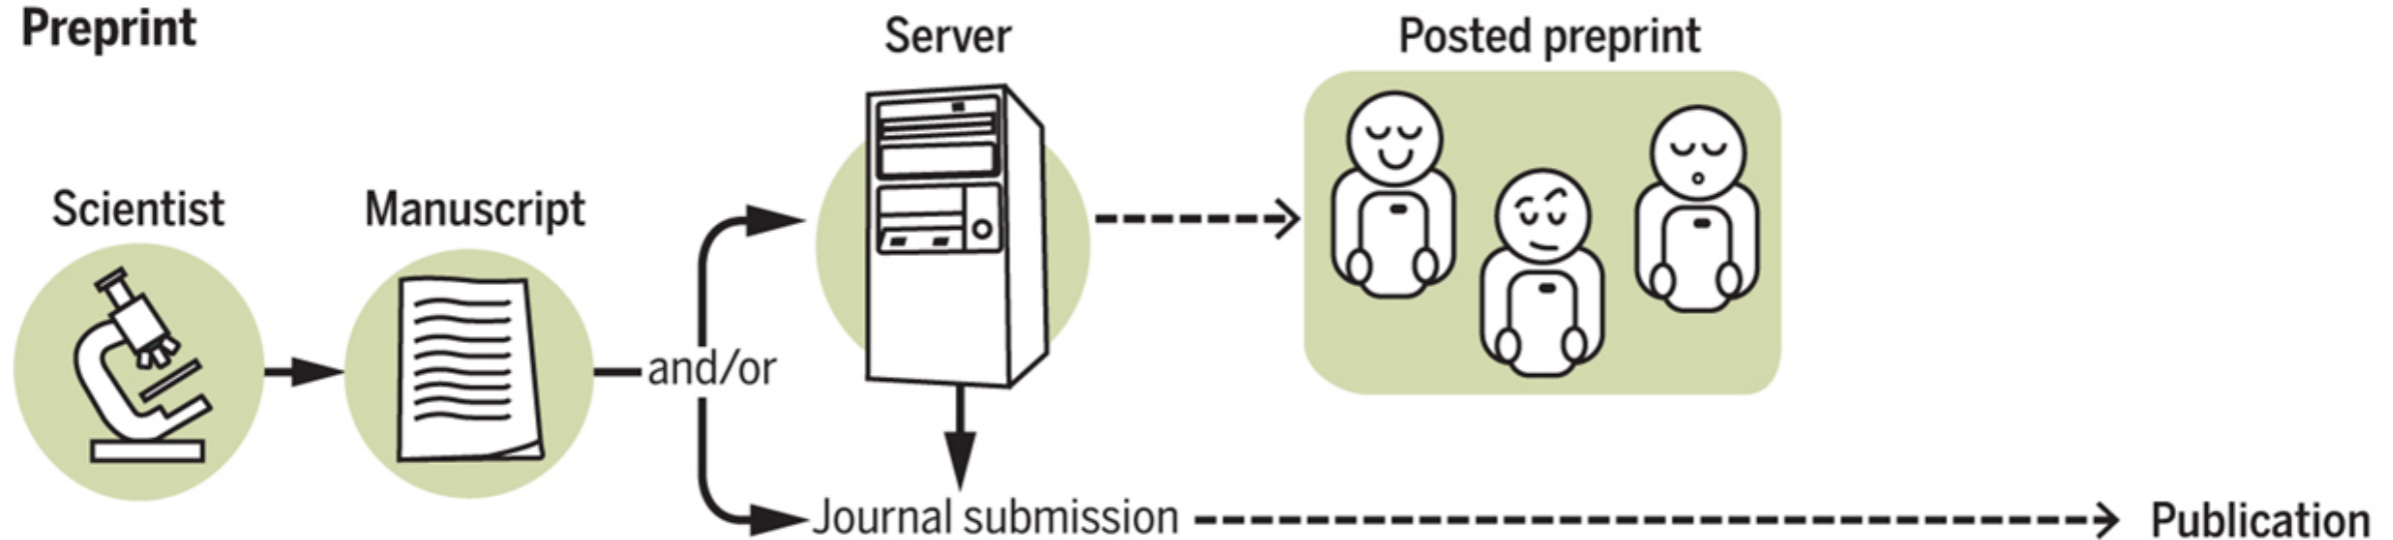 Preprint
Scientist
Manuscript
and/or
Server
Posted preprint
Journal submission
Publication